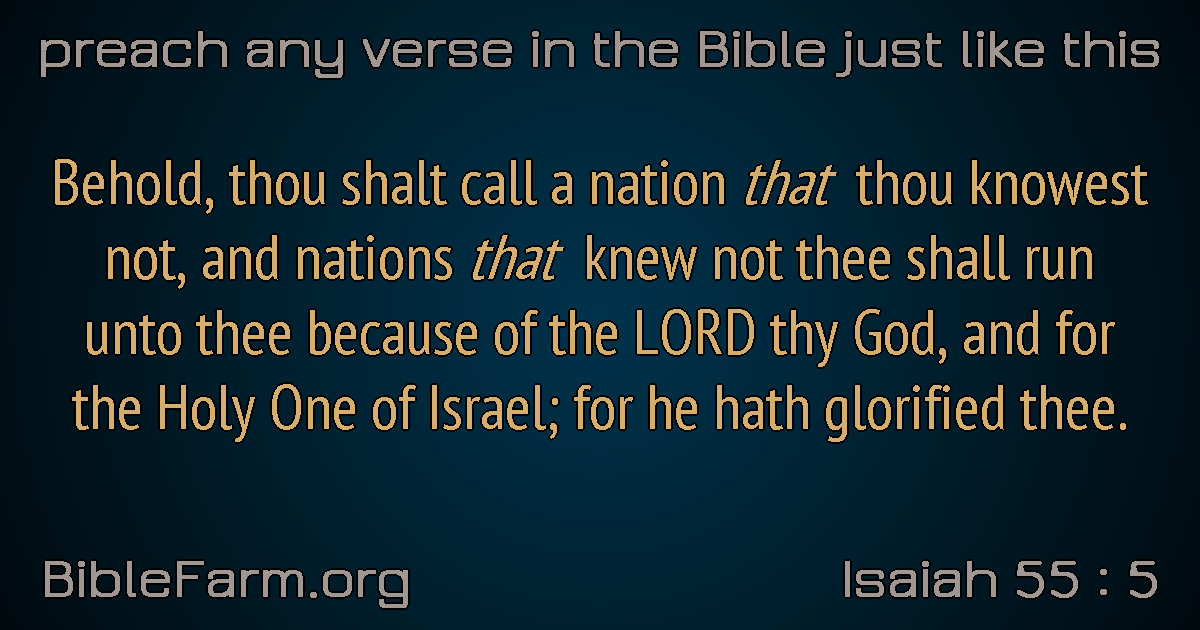 preach any verse in the Bible just like this
Behold, thou shalt call a nation that thou knowest
not, and nations that knew not thee shall run
unto thee because of the LORD thy God, and for
the Holy One of Israel; for he hath glorified thee.
BibleFarm.org
Isaiah 55 : 5